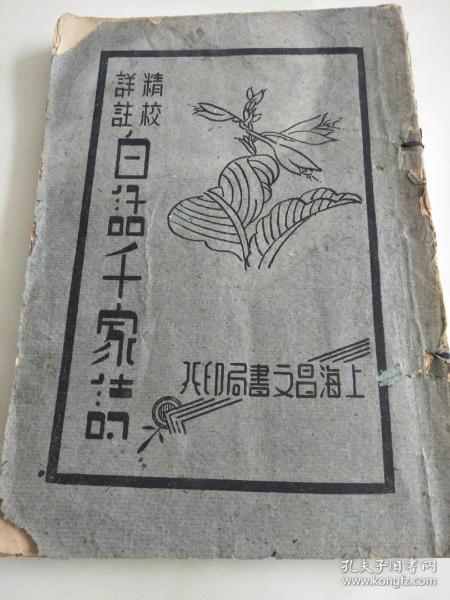 精校
詳註
白話千家詩
上海昌文書局印行
孔夫子旧书网
www.kongfz.com